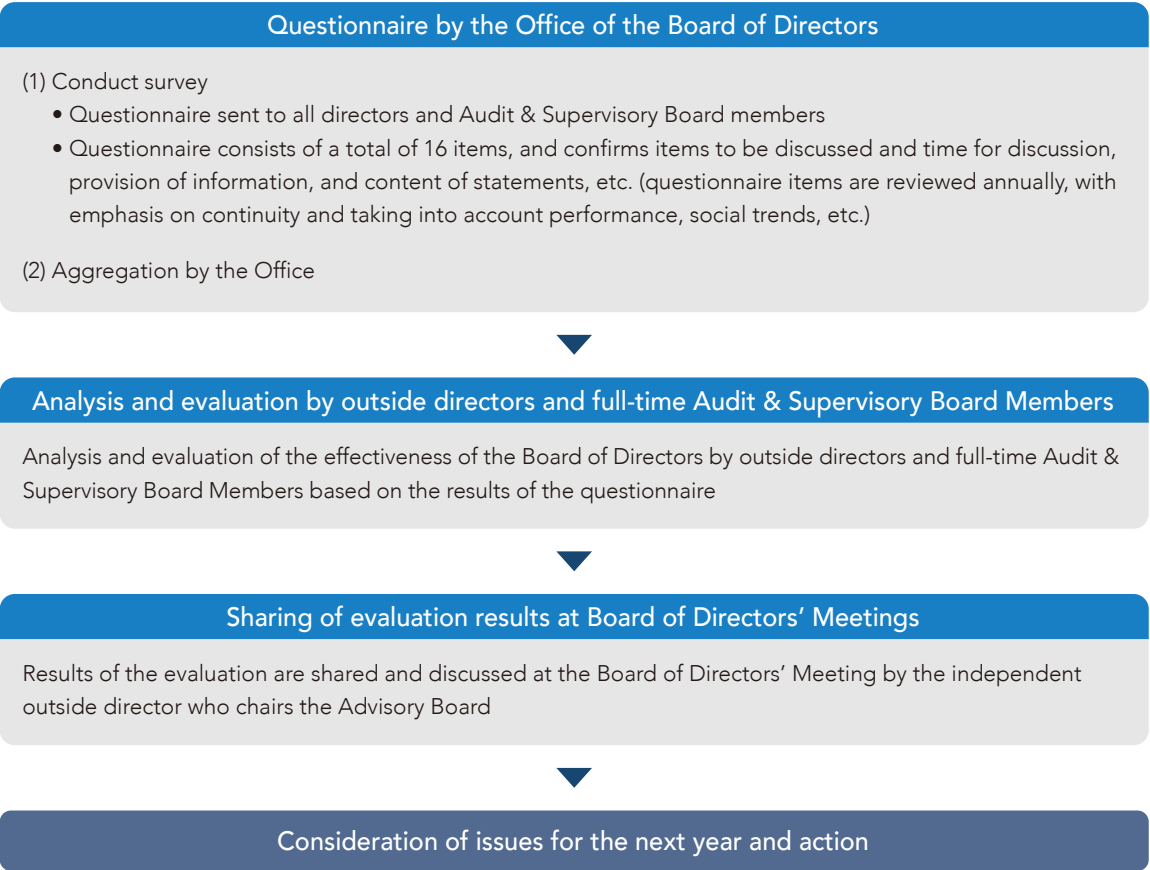 Questionnaire by the Office of the Board of Directors
(1) Conduct survey
• Questionnaire sent to all directors and Audit & Supervisory Board members
• Questionnaire consists of a total of 16 items, and confirms items to be discussed and time for discussion,
provision of information, and content of statements, etc. (questionnaire items are reviewed annually, with
emphasis on continuity and taking into account performance, social trends, etc.)
(2) Aggregation by the Office
Analysis and evaluation by outside directors and full-time Audit & Supervisory Board Members
Analysis and evaluation of the effectiveness of the Board of Directors by outside directors and full-time Audit &
Supervisory Board Members based on the results of the questionnaire
Sharing of evaluation results at Board of Directors’ Meetings
Results of the evaluation are shared and discussed at the Board of Directors’ Meeting by the independent
outside director who chairs the Advisory Board
Consideration of issues for the next year and action